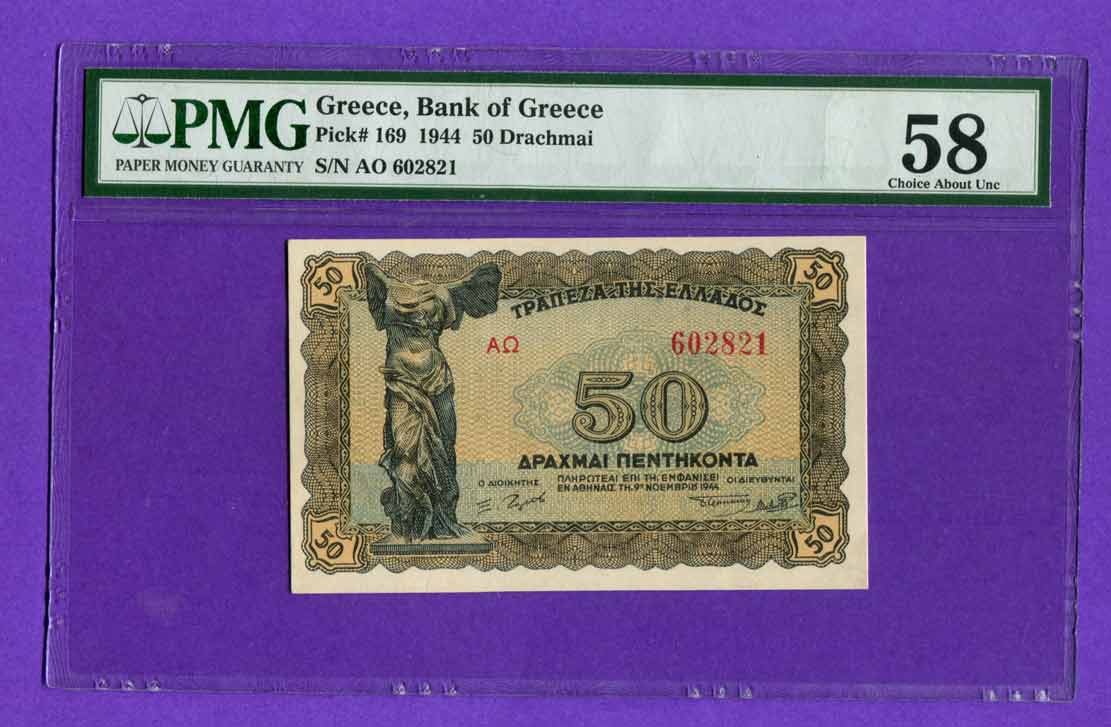 PMG
PAPER MONEY GUARANTY
Greece, Bank of Greece
Pick# 169 1944 50 Drachmai
S/N AO 602821
58
Choice About Unc
50
50
ΤΡΑΠΕΖΑ ΤΗΣ ΕΛΛΑΔΟΣ
ΑΩ 602821
50
ΔΡΑΧΜΑΙ ΠΕΝΤΗΚΟΝΤΑ
Ο ΔΙΟΙΚΗΤΗΣ
ΠΛΗΡΩΤΕΑΙ ΕΠΙ ΤΗ. ΕΜΦΑΝΙΣΕΙ
ΕΝ ΑΘΗΝΑΙΣ ΤΗ. 9ῃ ΝΟΕΜΒΡΙΟΥ 1944
ΟΙ ΔΙΕΥΘΥΝΤΑΙ
50
50